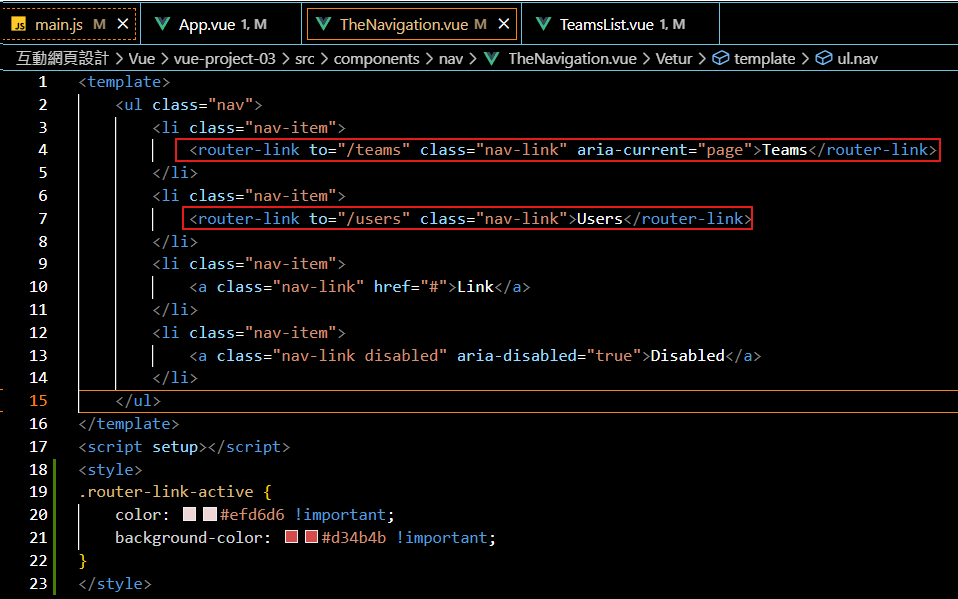 JS main.js M ✕ App.vue 1, M TheNavigation.vue M ✕ TeamsList.vue 1, M
互動網頁設計 > Vue > vue-project-03 > src > components > nav > TheNavigation.vue > Vetur > template > ul.nav
1 <template>
2 <ul class="nav">
3 <li class="nav-item">
4 <router-link to="/teams" class="nav-link" aria-current="page">Teams</router-link>
5 </li>
6 <li class="nav-item">
7 <router-link to="/users" class="nav-link">Users</router-link>
8 </li>
9 <li class="nav-item">
10 <a class="nav-link" href="#">Link</a>
11 </li>
12 <li class="nav-item">
13 <a class="nav-link disabled" aria-disabled="true">Disabled</a>
14 </li>
15 </ul>
16 </template>
17 <script setup></script>
18 <style>
19 .router-link-active {
20 color: #efd6d6 !important;
21 background-color: #d34b4b !important;
22 }
23 </style>